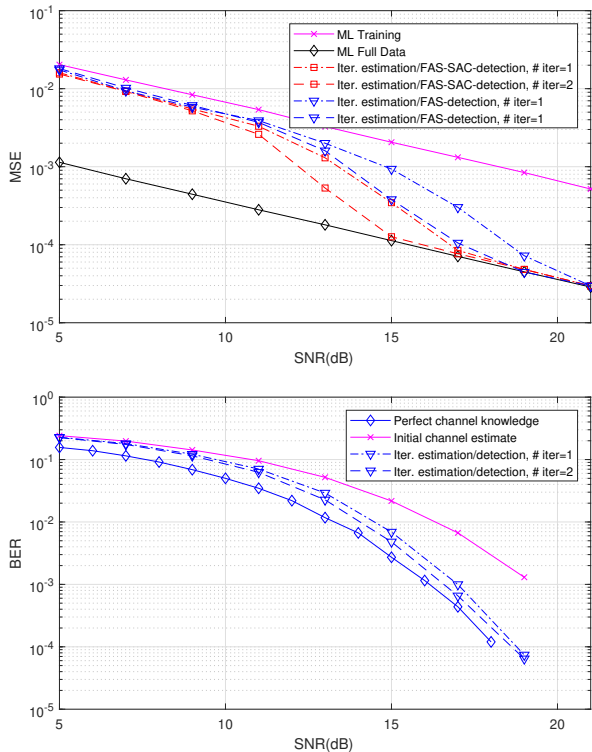 10^-1
10^-2
10^-3
10^-4
10^-5
MSE
5
10
15
20
SNR(dB)
ML Training
ML Full Data
Iter. estimation/FAS-SAC-detection, # iter=1
Iter. estimation/FAS-SAC-detection, # iter=2
Iter. estimation/FAS-detection, # iter=1
Iter. estimation/FAS-detection, # iter=1
10^0
10^-1
10^-2
10^-3
10^-4
10^-5
BER
5
10
15
20
SNR(dB)
Perfect channel knowledge
Initial channel estimate
Iter. estimation/detection, # iter=1
Iter. estimation/detection, # iter=2